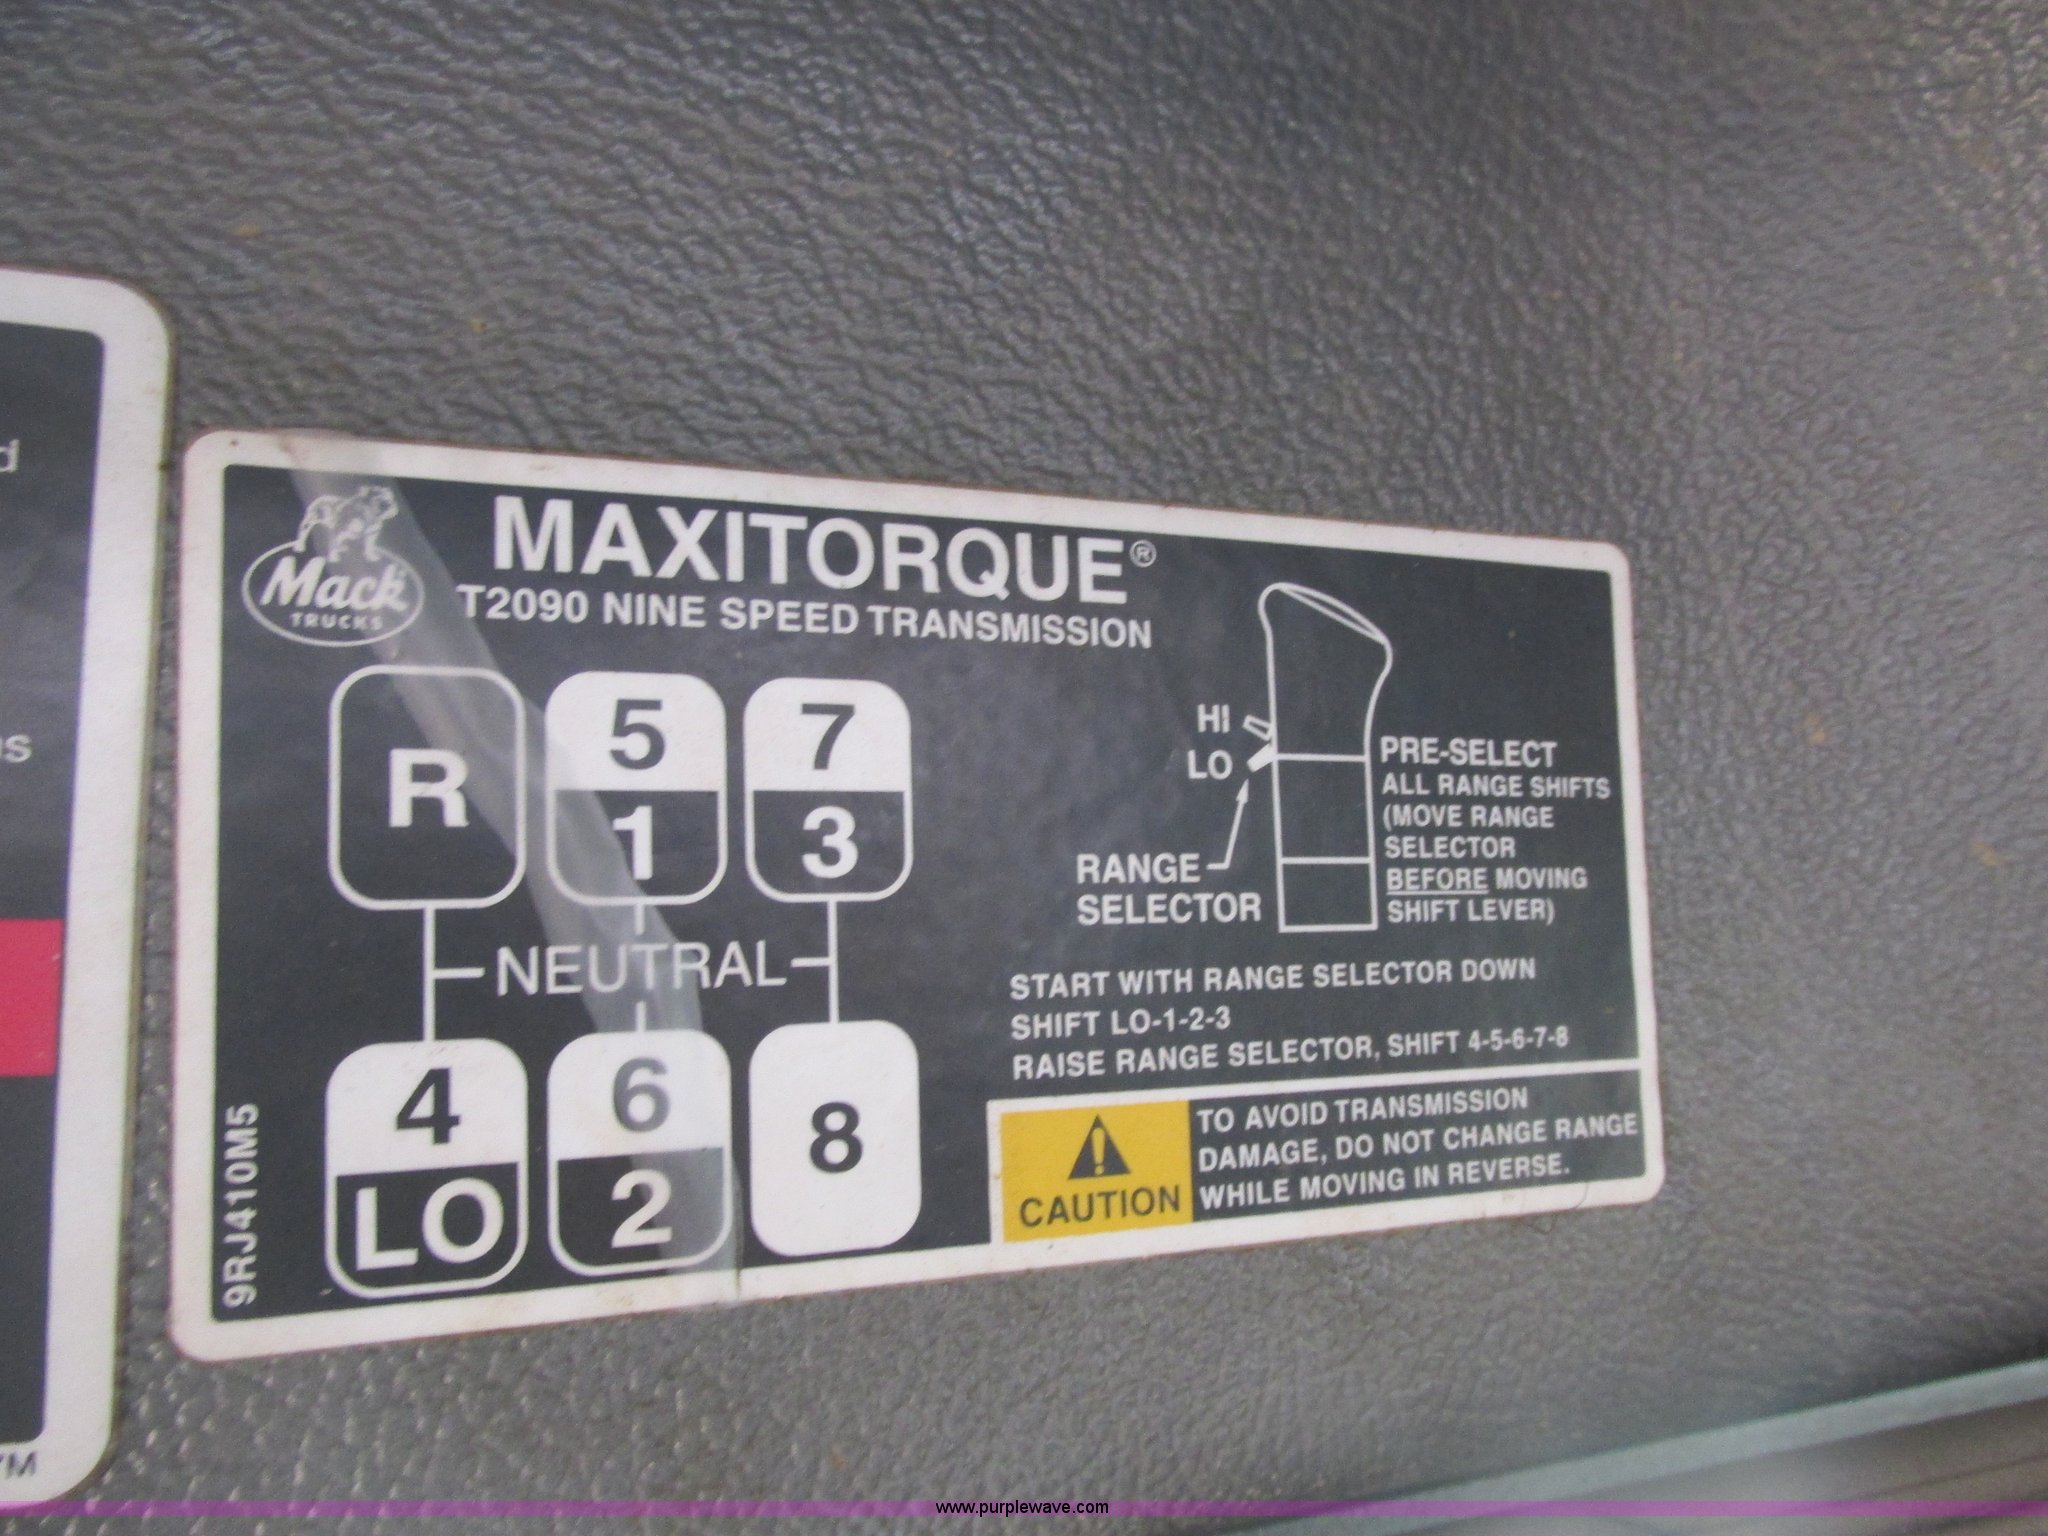 d
ns
TM
Mack
TRUCKS
MAXITORQUE®
T2090 NINE SPEED TRANSMISSION
R
5
1
7
3
NEUTRAL
4
LO
6
2
8
9RJ410M5
HI
LO
RANGE
SELECTOR
PRE-SELECT
ALL RANGE SHIFTS
(MOVE RANGE
SELECTOR
BEFORE MOVING
SHIFT LEVER)
START WITH RANGE SELECTOR DOWN
SHIFT LO-1-2-3
RAISE RANGE SELECTOR, SHIFT 4-5-6-7-8
CAUTION
TO AVOID TRANSMISSION
DAMAGE, DO NOT CHANGE RANGE
WHILE MOVING IN REVERSE.
www.purplewave.com